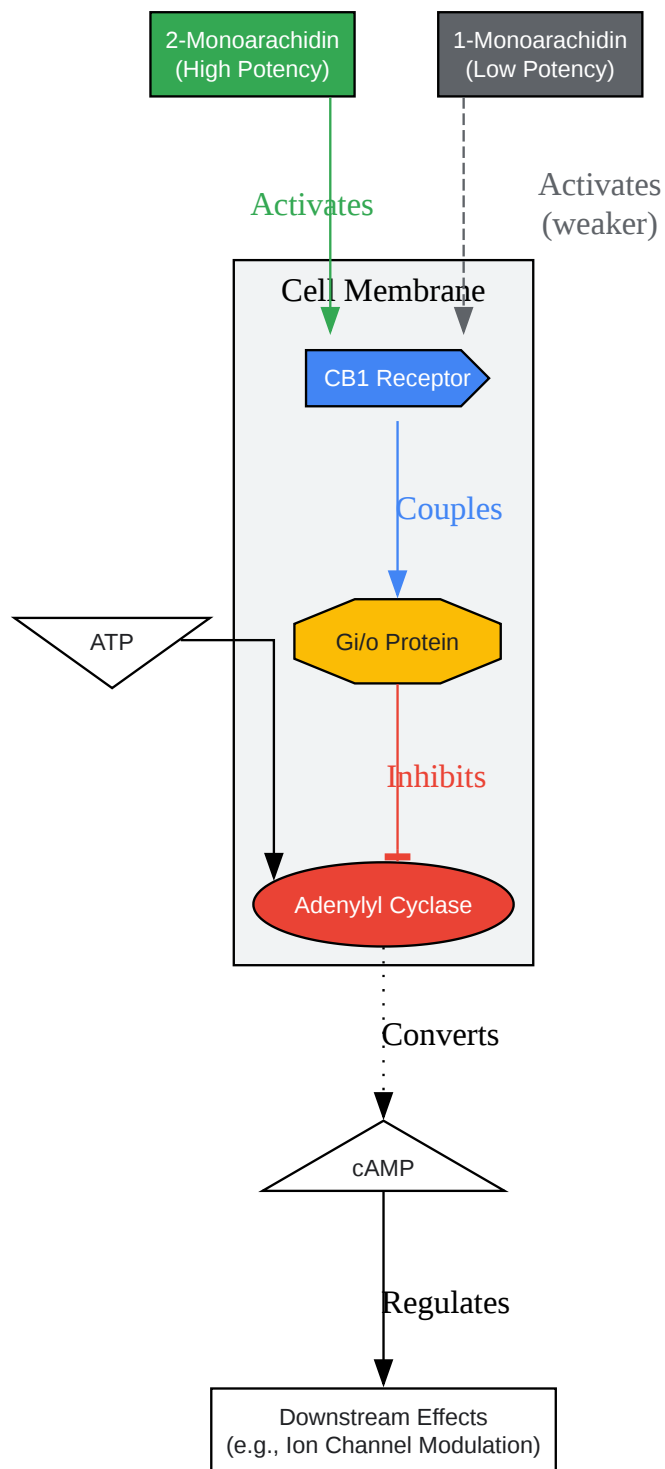 2-Monoarachidin
(High Potency)
1-Monoarachidin
(Low Potency)
Activates
Activates
(weaker)
Cell Membrane
CB1 Receptor
Couples
ATP
Gi/o Protein
Inhibits
Adenylyl Cyclase
Converts
cAMP
Regulates
Downstream Effects
(e.g., Ion Channel Modulation)